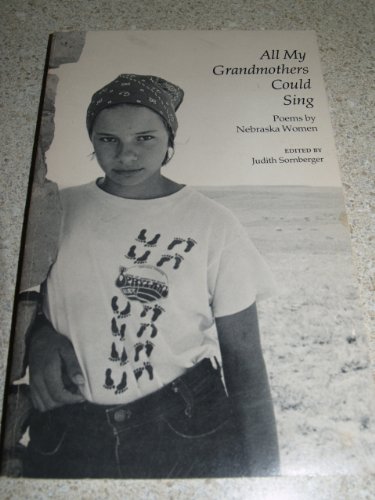 All My
Grandmothers
Could
Sing
Poems by
Nebraska Women
EDITED BY
Judith Sornberger